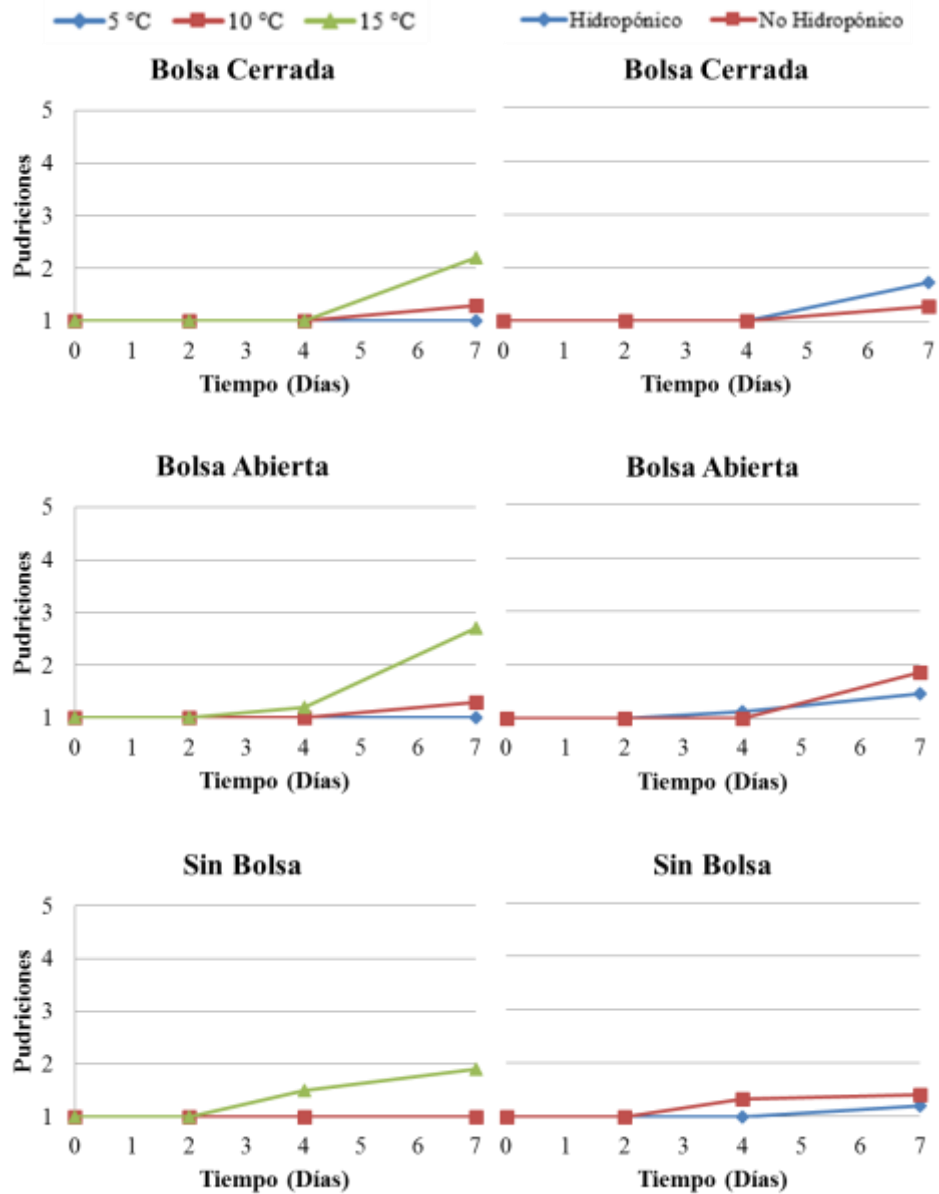 5 °C 10 °C 15 °C
Hidropónico No Hidropónico
Bolsa Cerrada
Pudriciones
5
4
3
2
1
0 1 2 3 4 5 6 7
Tiempo (Días)
Bolsa Cerrada
0 1 2 3 4 5 6 7
Tiempo (Días)
Bolsa Abierta
Pudriciones
5
4
3
2
1
0 1 2 3 4 5 6 7
Tiempo (Días)
Bolsa Abierta
0 1 2 3 4 5 6 7
Tiempo (Días)
Sin Bolsa
Pudriciones
5
4
3
2
1
0 1 2 3 4 5 6 7
Tiempo (Días)
Sin Bolsa
0 1 2 3 4 5 6 7
Tiempo (Días)